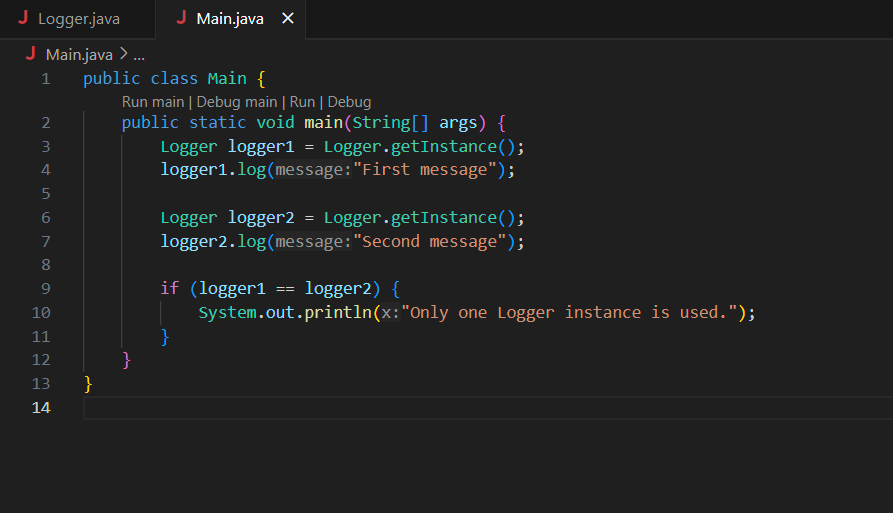 Logger.java Main.java ×
Main.java > ...
1 public class Main {
Run main | Debug main | Run | Debug
2 public static void main(String[] args) {
3 Logger logger1 = Logger.getInstance();
4 logger1.log(message:"First message");
5
6 Logger logger2 = Logger.getInstance();
7 logger2.log(message:"Second message");
8
9 if (logger1 == logger2) {
10 System.out.println(x:"Only one Logger instance is used.");
11 }
12 }
13 }
14